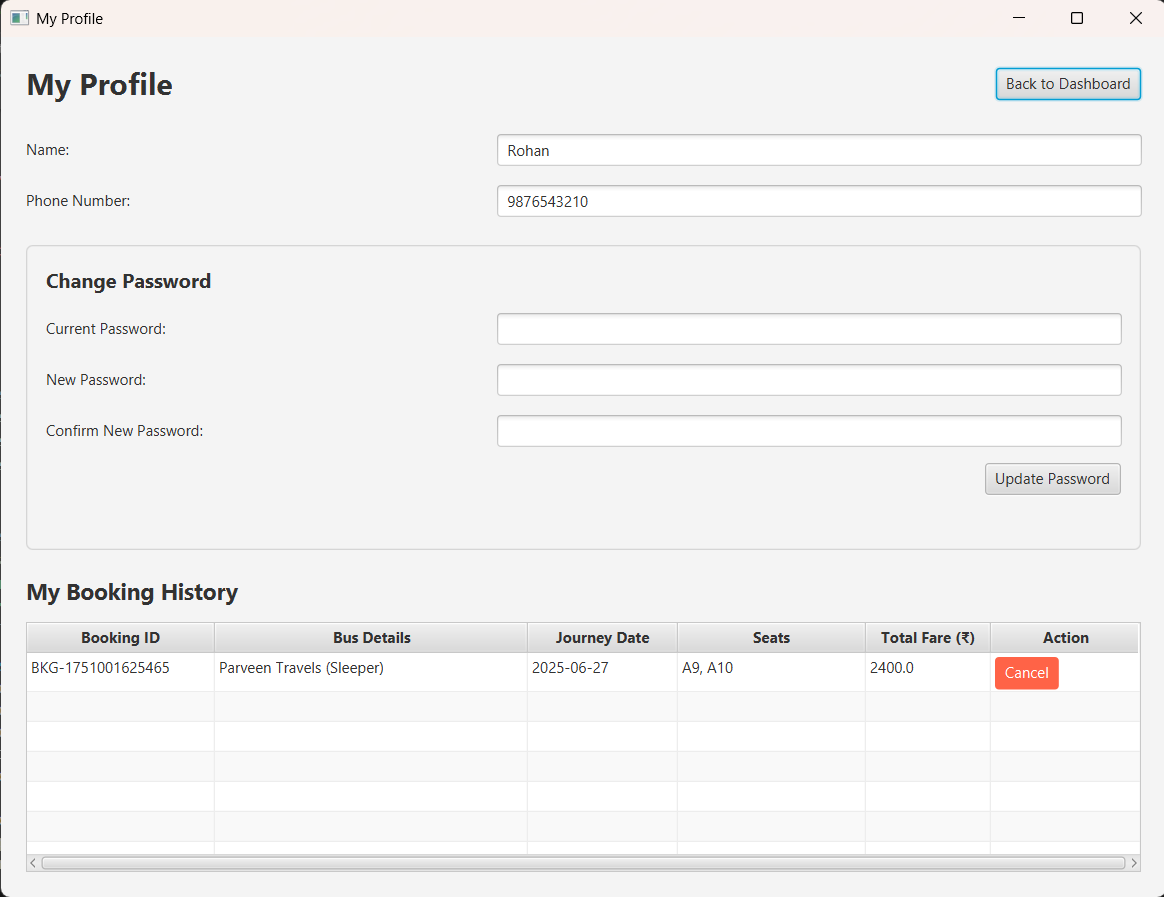 My Profile
My Profile
Back to Dashboard
Name:
Rohan
Phone Number:
9876543210
Change Password
Current Password:
New Password:
Confirm New Password:
Update Password
My Booking History
Booking ID Bus Details Journey Date Seats Total Fare (₹) Action
BKG-1751001625465 Parveen Travels (Sleeper) 2025-06-27 A9, A10 2400.0 Cancel